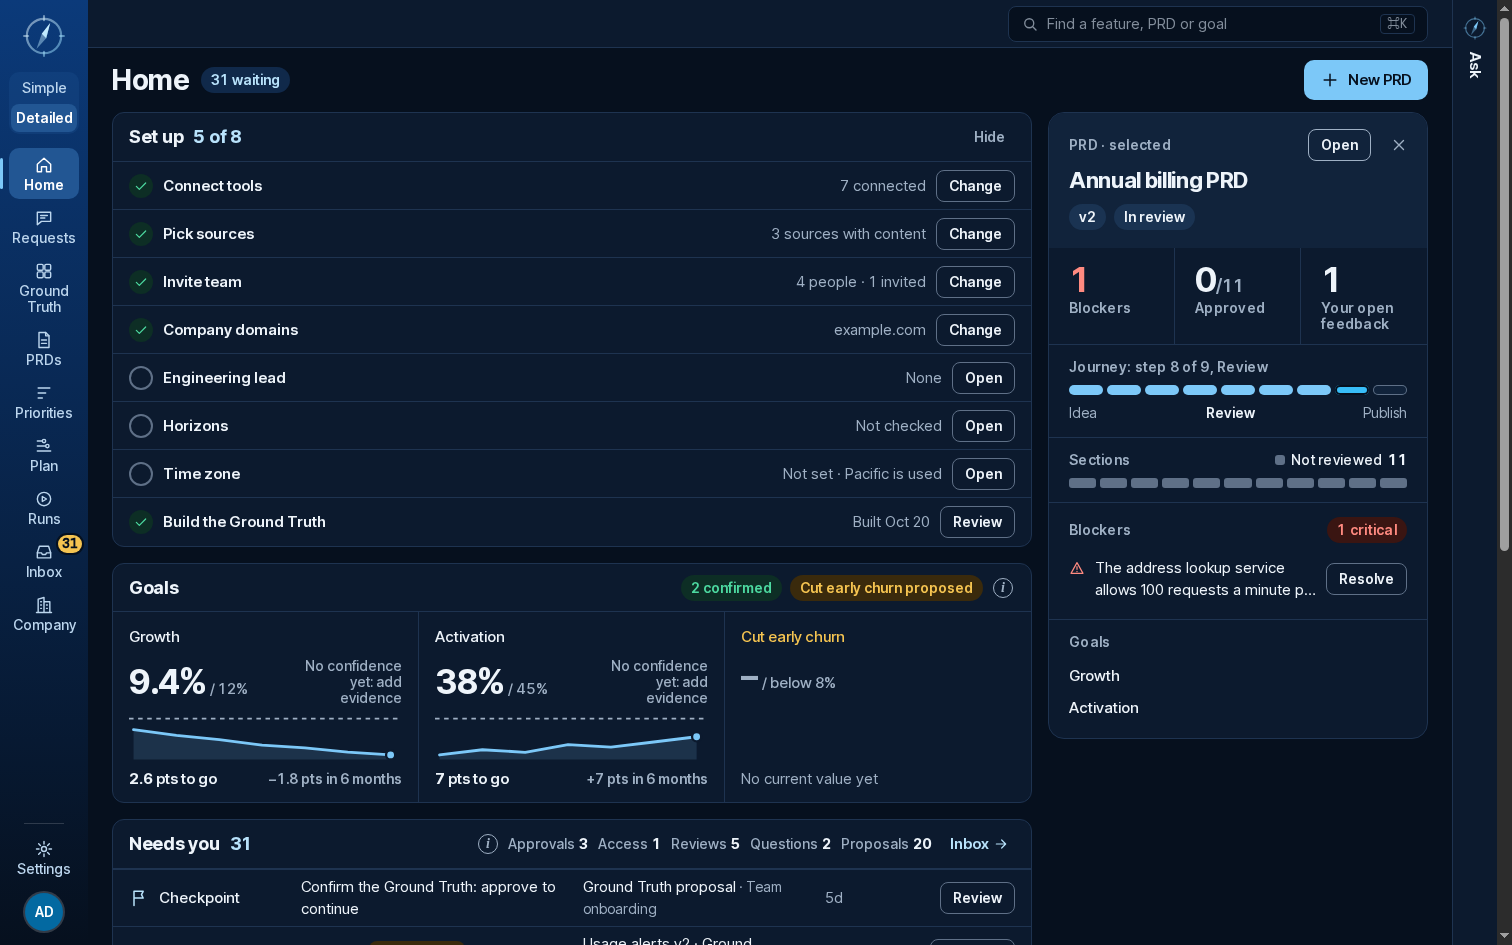 Find a feature, PRD or goal
⌘K
Ask
Simple
Detailed
Home
Requests
Ground
Truth
PRDs
Priorities
Plan
Runs
31
Inbox
Company
Settings
AD
Home
31 waiting
New PRD
Set up 5 of 8
Hide
Connect tools 7 connected Change
Pick sources 3 sources with content Change
Invite team 4 people · 1 invited Change
Company domains example.com Change
Engineering lead None Open
Horizons Not checked Open
Time zone Not set · Pacific is used Open
Build the Ground Truth Built Oct 20 Review
Goals 2 confirmed Cut early churn proposed i
Growth
9.4% / 12%
No confidence
yet: add
evidence
2.6 pts to go −1.8 pts in 6 months
Activation
38% / 45%
No confidence
yet: add
evidence
7 pts to go +7 pts in 6 months
Cut early churn
– / below 8%
No current value yet
Needs you 31 i Approvals 3 Access 1 Reviews 5 Questions 2 Proposals 20 Inbox →
Checkpoint
Confirm the Ground Truth: approve to
continue
Ground Truth proposal · Team
onboarding
5d
Review
Usage alerts v2 · Ground
PRD · selected
Open
Annual billing PRD
v2 In review
1
Blockers
0/11
Approved
1
Your open
feedback
Journey: step 8 of 9, Review
Idea Review Publish
Sections Not reviewed 11
Blockers 1 critical
The address lookup service
allows 100 requests a minute p…
Resolve
Goals
Growth
Activation